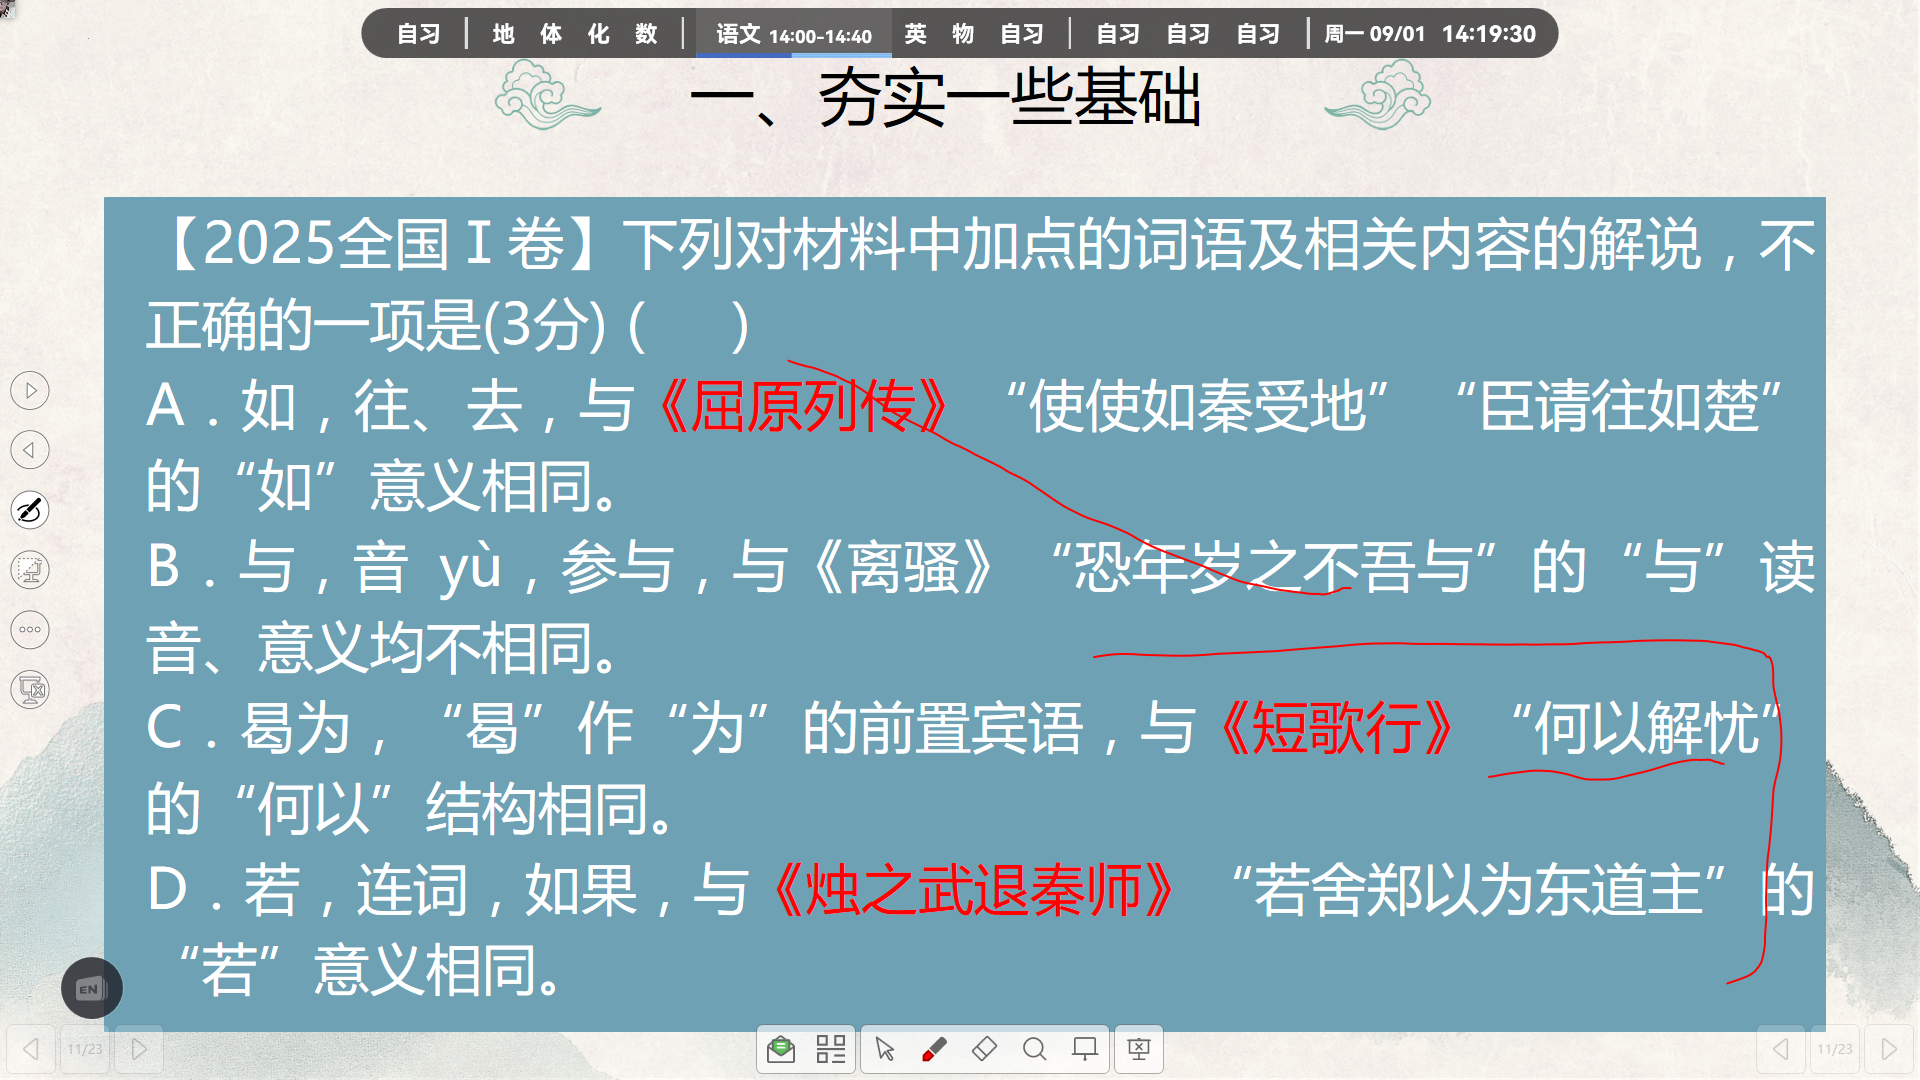 自习 | 地 体 化 数 | 语文 14:00-14:40 英 物 自习 | 自习 自习 自习 | 周一 09/01 14:19:30
一、夯实一些基础
【2025全国Ⅰ卷】下列对材料中加点的词语及相关内容的解说，不
正确的一项是(3分) ( )
A．如，往、去，与《屈原列传》“使使如秦受地”“臣请往如楚”
的“如”意义相同。
B．与，音 yù，参与，与《离骚》“恐年岁之不吾与”的“与”读
音、意义均不相同。
C．曷为，“曷”作“为”的前置宾语，与《短歌行》“何以解忧”
的“何以”结构相同。
D．若，连词，如果，与《烛之武退秦师》“若舍郑以为东道主”的
“若”意义相同。
EN
11/23
11/23